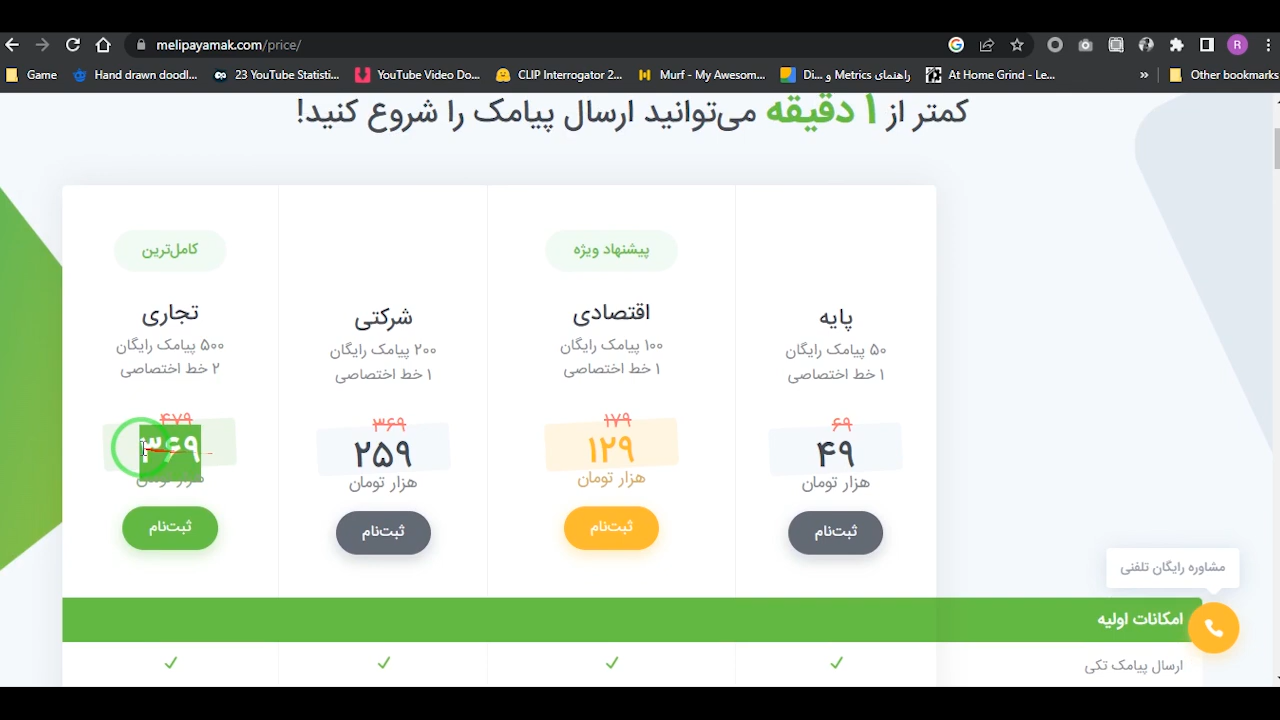 melipayamak.com/price/
Game
Hand drawn doodl...
23 YouTube Statisti...
YouTube Video Do...
CLIP Interrogator 2...
Murf - My Awesom...
راهنمای Metrics و Di...
At Home Grind - Le...
»
Other bookmarks
R
کمتر از ۱ دقیقه می‌توانید ارسال پیامک را شروع کنید!
پایه
۵۰ پیامک رایگان
۱ خط اختصاصی
۶۹
۴۹
هزار تومان
ثبت‌نام
پیشنهاد ویژه
اقتصادی
۱۰۰ پیامک رایگان
۱ خط اختصاصی
۱۷۹
۱۲۹
هزار تومان
ثبت‌نام
شرکتی
۲۰۰ پیامک رایگان
۱ خط اختصاصی
۳۶۹
۲۵۹
هزار تومان
ثبت‌نام
کامل‌ترین
تجاری
۵۰۰ پیامک رایگان
۲ خط اختصاصی
۴۷۹
۳۶۹
هزار تومان
ثبت‌نام
مشاوره رایگان تلفنی
امکانات اولیه
ارسال پیامک تکی